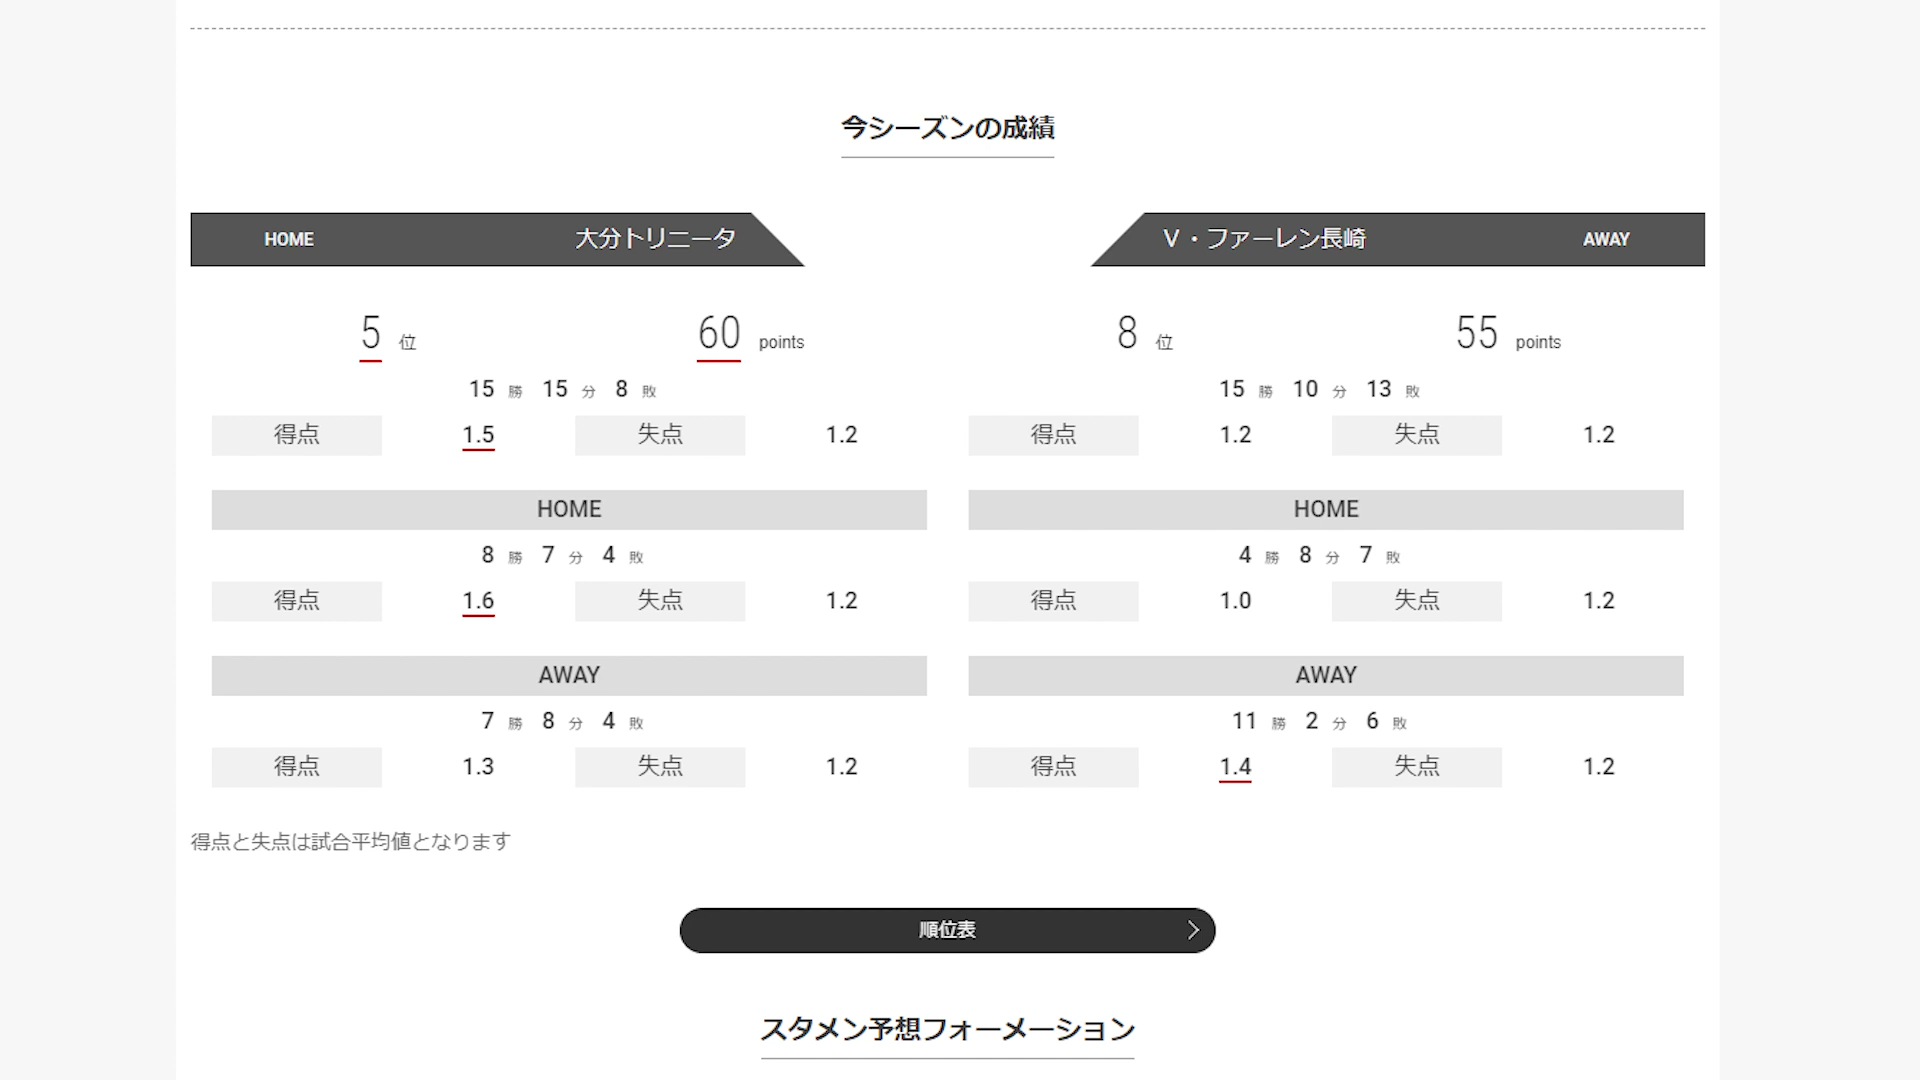 今シーズンの成績
HOME 大分トリニータ
V・ファーレン長崎 AWAY
5 位 60 points
8 位 55 points
15 勝 15 分 8 敗
15 勝 10 分 13 敗
得点 1.5 失点 1.2
得点 1.2 失点 1.2
HOME
HOME
8 勝 7 分 4 敗
4 勝 8 分 7 敗
得点 1.6 失点 1.2
得点 1.0 失点 1.2
AWAY
AWAY
7 勝 8 分 4 敗
11 勝 2 分 6 敗
得点 1.3 失点 1.2
得点 1.4 失点 1.2
得点と失点は試合平均値となります
順位表
スタメン予想フォーメーション